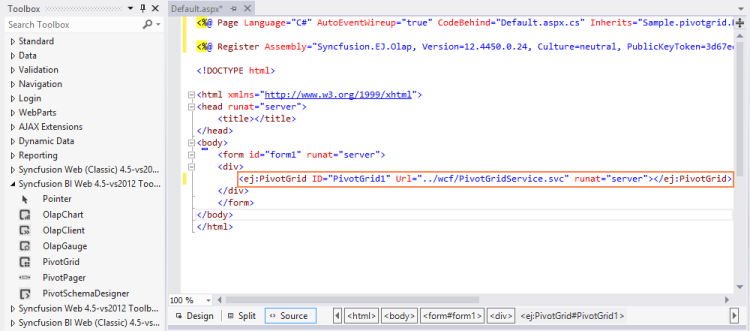 Toolbox
Search Toolbox
Standard
Data
Validation
Navigation
Login
WebParts
AJAX Extensions
Dynamic Data
Reporting
Syncfusion Web (Classic) 4.5-vs20...
Syncfusion BI Web 4.5-vs2012 Too...
Pointer
OlapChart
OlapClient
OlapGauge
PivotGrid
PivotPager
PivotSchemaDesigner
Syncfusion Web 4.5-vs2012 Toolb...
Syncfusion BI Web (Classic) 4.5-vs...
Default.aspx*
<%@ Page Language="C#" AutoEventWireup="true" CodeBehind="Default.aspx.cs" Inherits="Sample.pivotgrid.
<%@ Register Assembly="Syncfusion.EJ.Olap, Version=12.4450.0.24, Culture=neutral, PublicKeyToken=3d67e
<!DOCTYPE html>
<html xmlns="http://www.w3.org/1999/xhtml">
<head runat="server">
<title></title>
</head>
<body>
<form id="form1" runat="server">
<div>
<ej:PivotGrid ID="PivotGrid1" Url="../wcf/PivotGridService.svc" runat="server"></ej:PivotGrid>
</div>
</form>
</body>
</html>
100 %
Design Split Source <html> <body> <form#form1> <div> <ej:PivotGrid#PivotGrid1>